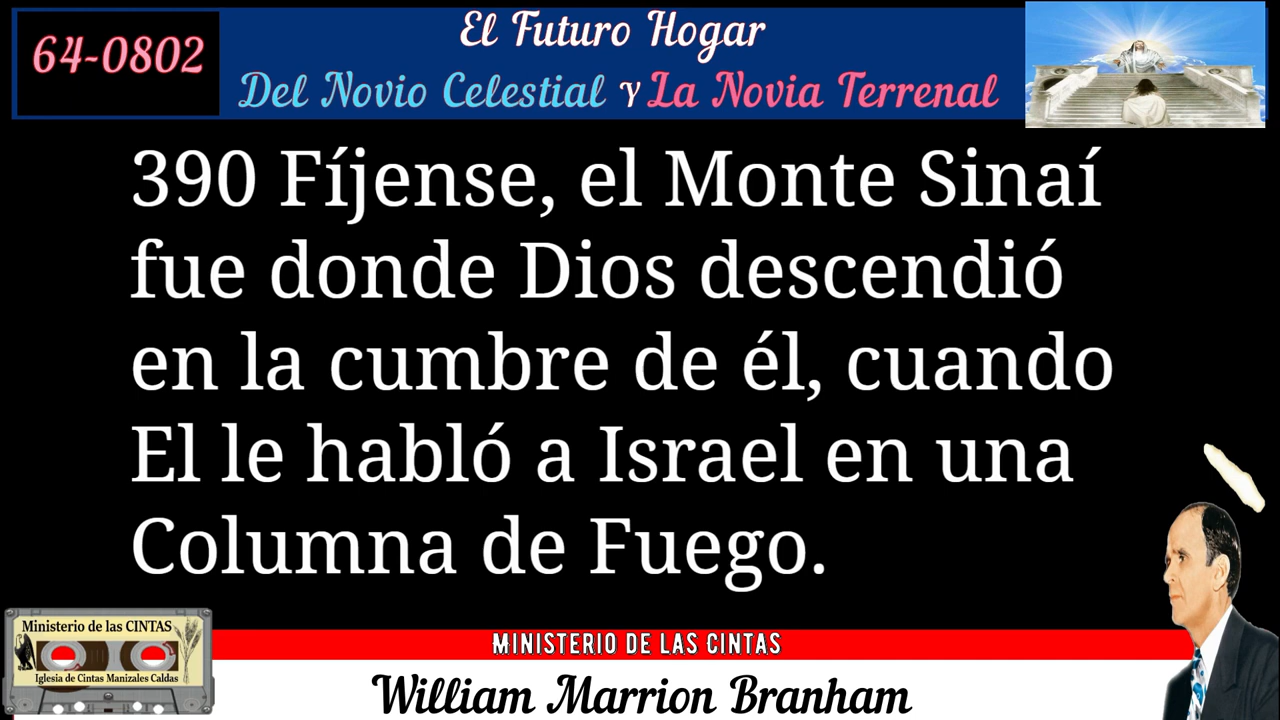 64-0802
El Futuro Hogar
Del Novio Celestial Y La Novia Terrenal
390 Fíjense, el Monte Sinaí
fue donde Dios descendió
en la cumbre de él, cuando
El le habló a Israel en una
Columna de Fuego.
Ministerio de las CINTAS
Iglesia de Cintas Manizales Caldas
MINISTERIO DE LAS CINTAS
William Marrion Branham